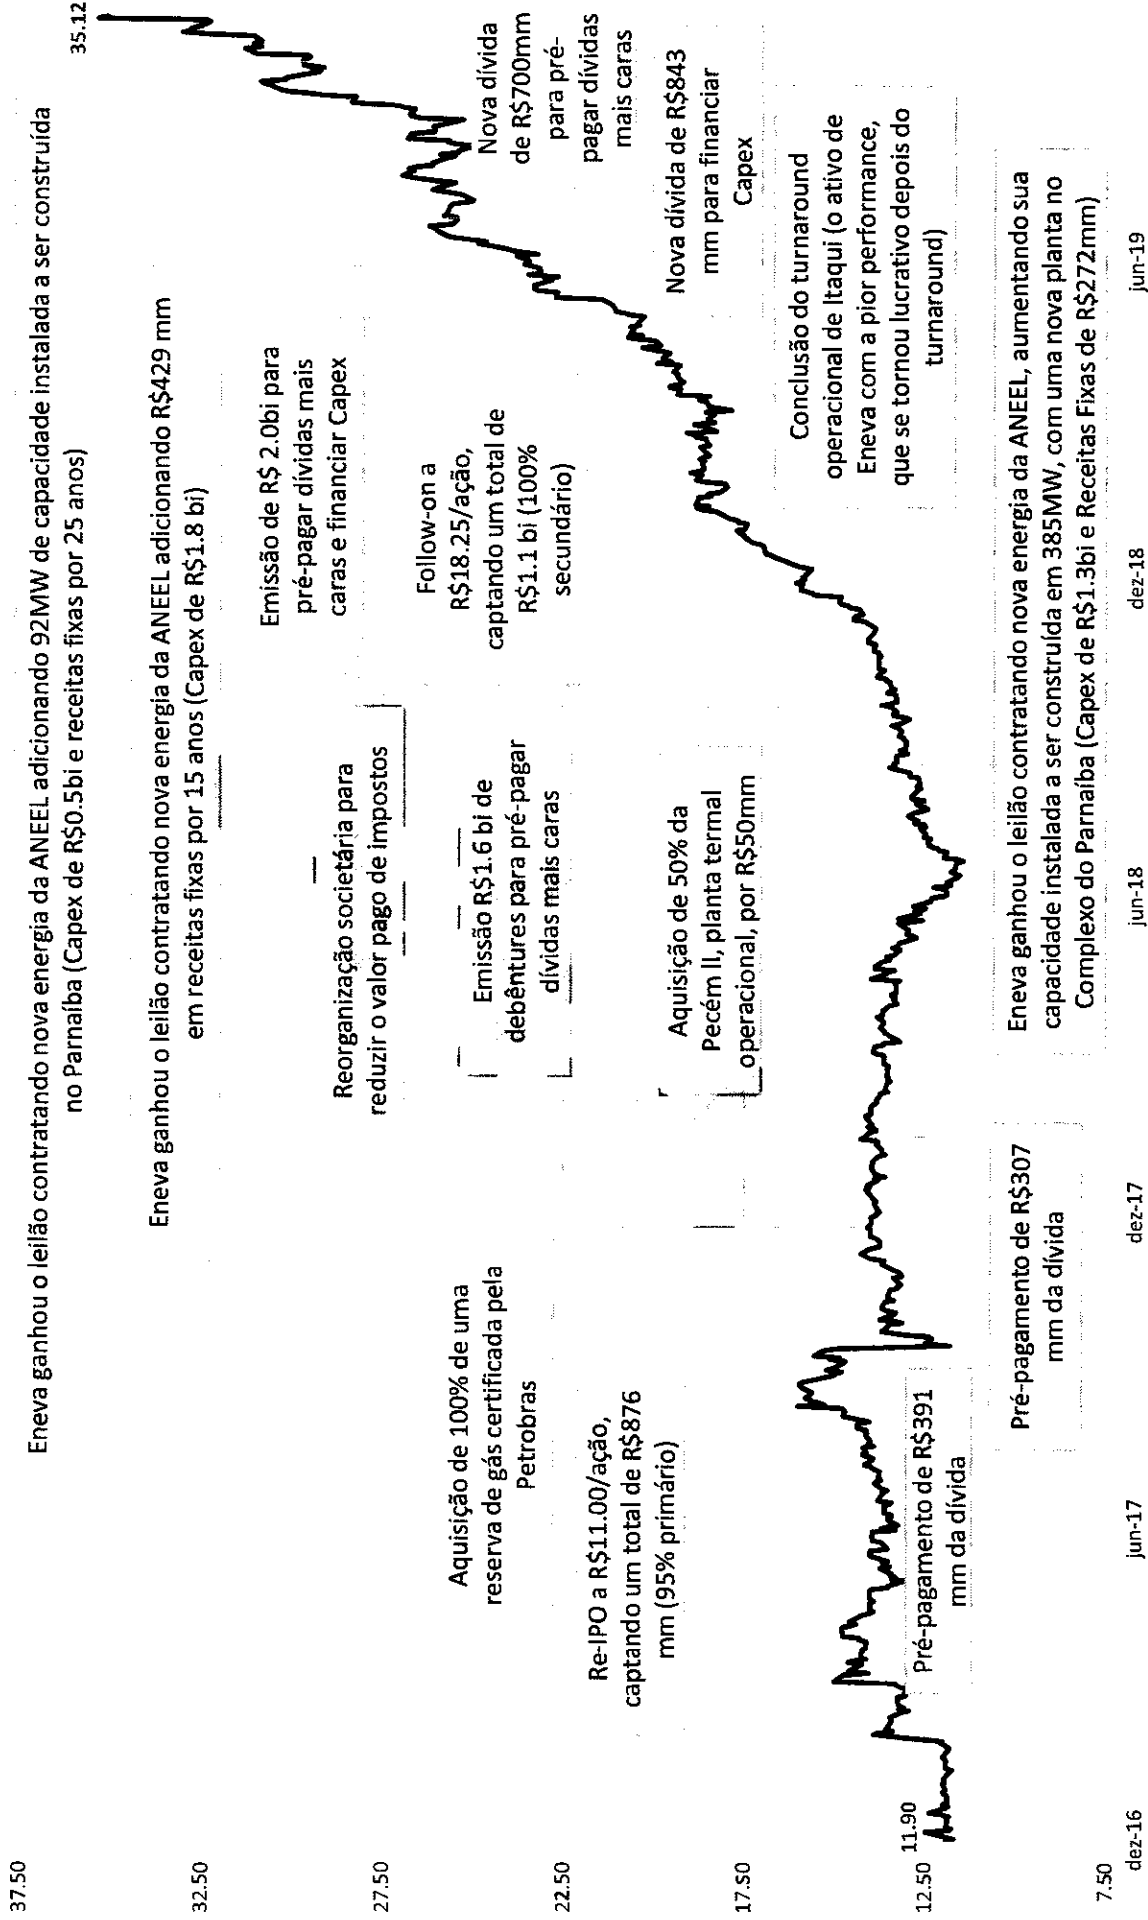 37.50
32.50
27.50
22.50
17.50
12.50
7.50
Eneva ganhou o leilão contratando nova energia da ANEEL adicionando 92MW de capacidade instalada a ser construída
no Parnaíba (Capex de R$0.5bi e receitas fixas por 25 anos)
35.12
Eneva ganhou o leilão contratando nova energia da ANEEL adicionando R$429 mm
em receitas fixas por 15 anos (Capex de R$1.8 bi)
Emissão de R$ 2.0bi para
pré-pagar dívidas mais
caras e financiar Capex
Reorganização societária para
reduzir o valor pago de impostos
Aquisição de 100% de uma
reserva de gás certificada pela
Petrobras
Emissão R$1.6 bi de
debêntures para pré-pagar
dívidas mais caras
Follow-on a
R$18.25/ação,
captando um total de
R$1.1 bi (100%
secundário)
Nova dívida
de R$700mm
para pré-
pagar dívidas
mais caras
Re-IPO a R$11.00/ação,
captando um total de R$876
mm (95% primário)
Aquisição de 50% da
Pecém II, planta termal
operacional, por R$50mm
Nova dívida de R$843
mm para financiar
Capex
Conclusão do turnaround
operacional de Itaqui (o ativo de
Eneva com a pior performance,
que se tornou lucrativo depois do
turnaround)
11.90
Pré-pagamento de R$391
mm da dívida
Pré-pagamento de R$307
mm da dívida
Eneva ganhou o leilão contratando nova energia da ANEEL, aumentando sua
capacidade instalada a ser construída em 385MW, com uma nova planta no
Complexo do Parnaíba (Capex de R$1.3bi e Receitas Fixas de R$272mm)
dez-16
jun-17
dez-17
jun-18
dez-18
jun-19